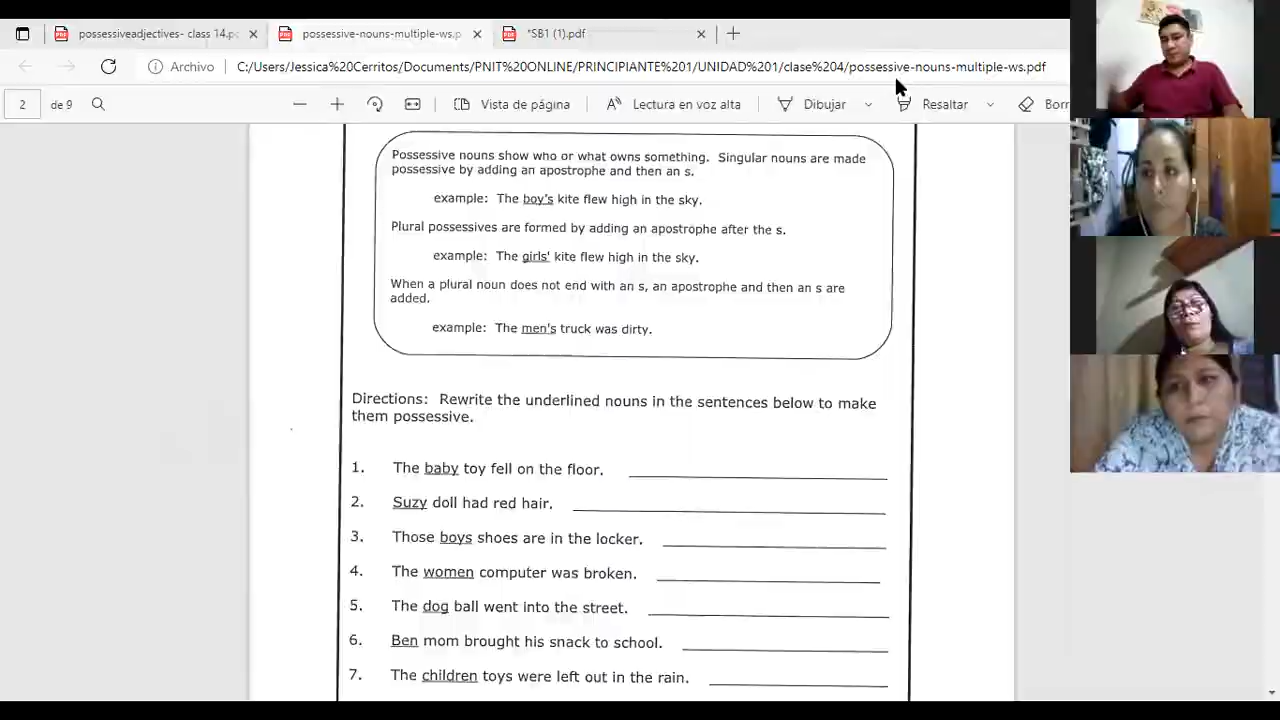 possessiveadjectives- class 14.pc
possessive-nouns-multiple-ws.p
*SB1 (1).pdf
Archivo
C:/Users/Jessica%20Cerritos/Documents/PNIT%20ONLINE/PRINCIPIANTE%201/UNIDAD%201/clase%204/possessive-nouns-multiple-ws.pdf
2 de 9
Vista de página
Lectura en voz alta
Dibujar
Resaltar
Borr
Possessive nouns show who or what owns something. Singular nouns are made
possessive by adding an apostrophe and then an s.
example: The boy's kite flew high in the sky.
Plural possessives are formed by adding an apostrophe after the s.
example: The girls' kite flew high in the sky.
When a plural noun does not end with an s, an apostrophe and then an s are
added.
example: The men's truck was dirty.
Directions: Rewrite the underlined nouns in the sentences below to make
them possessive.
1. The baby toy fell on the floor.
2. Suzy doll had red hair.
3. Those boys shoes are in the locker.
4. The women computer was broken.
5. The dog ball went into the street.
6. Ben mom brought his snack to school.
7. The children toys were left out in the rain.